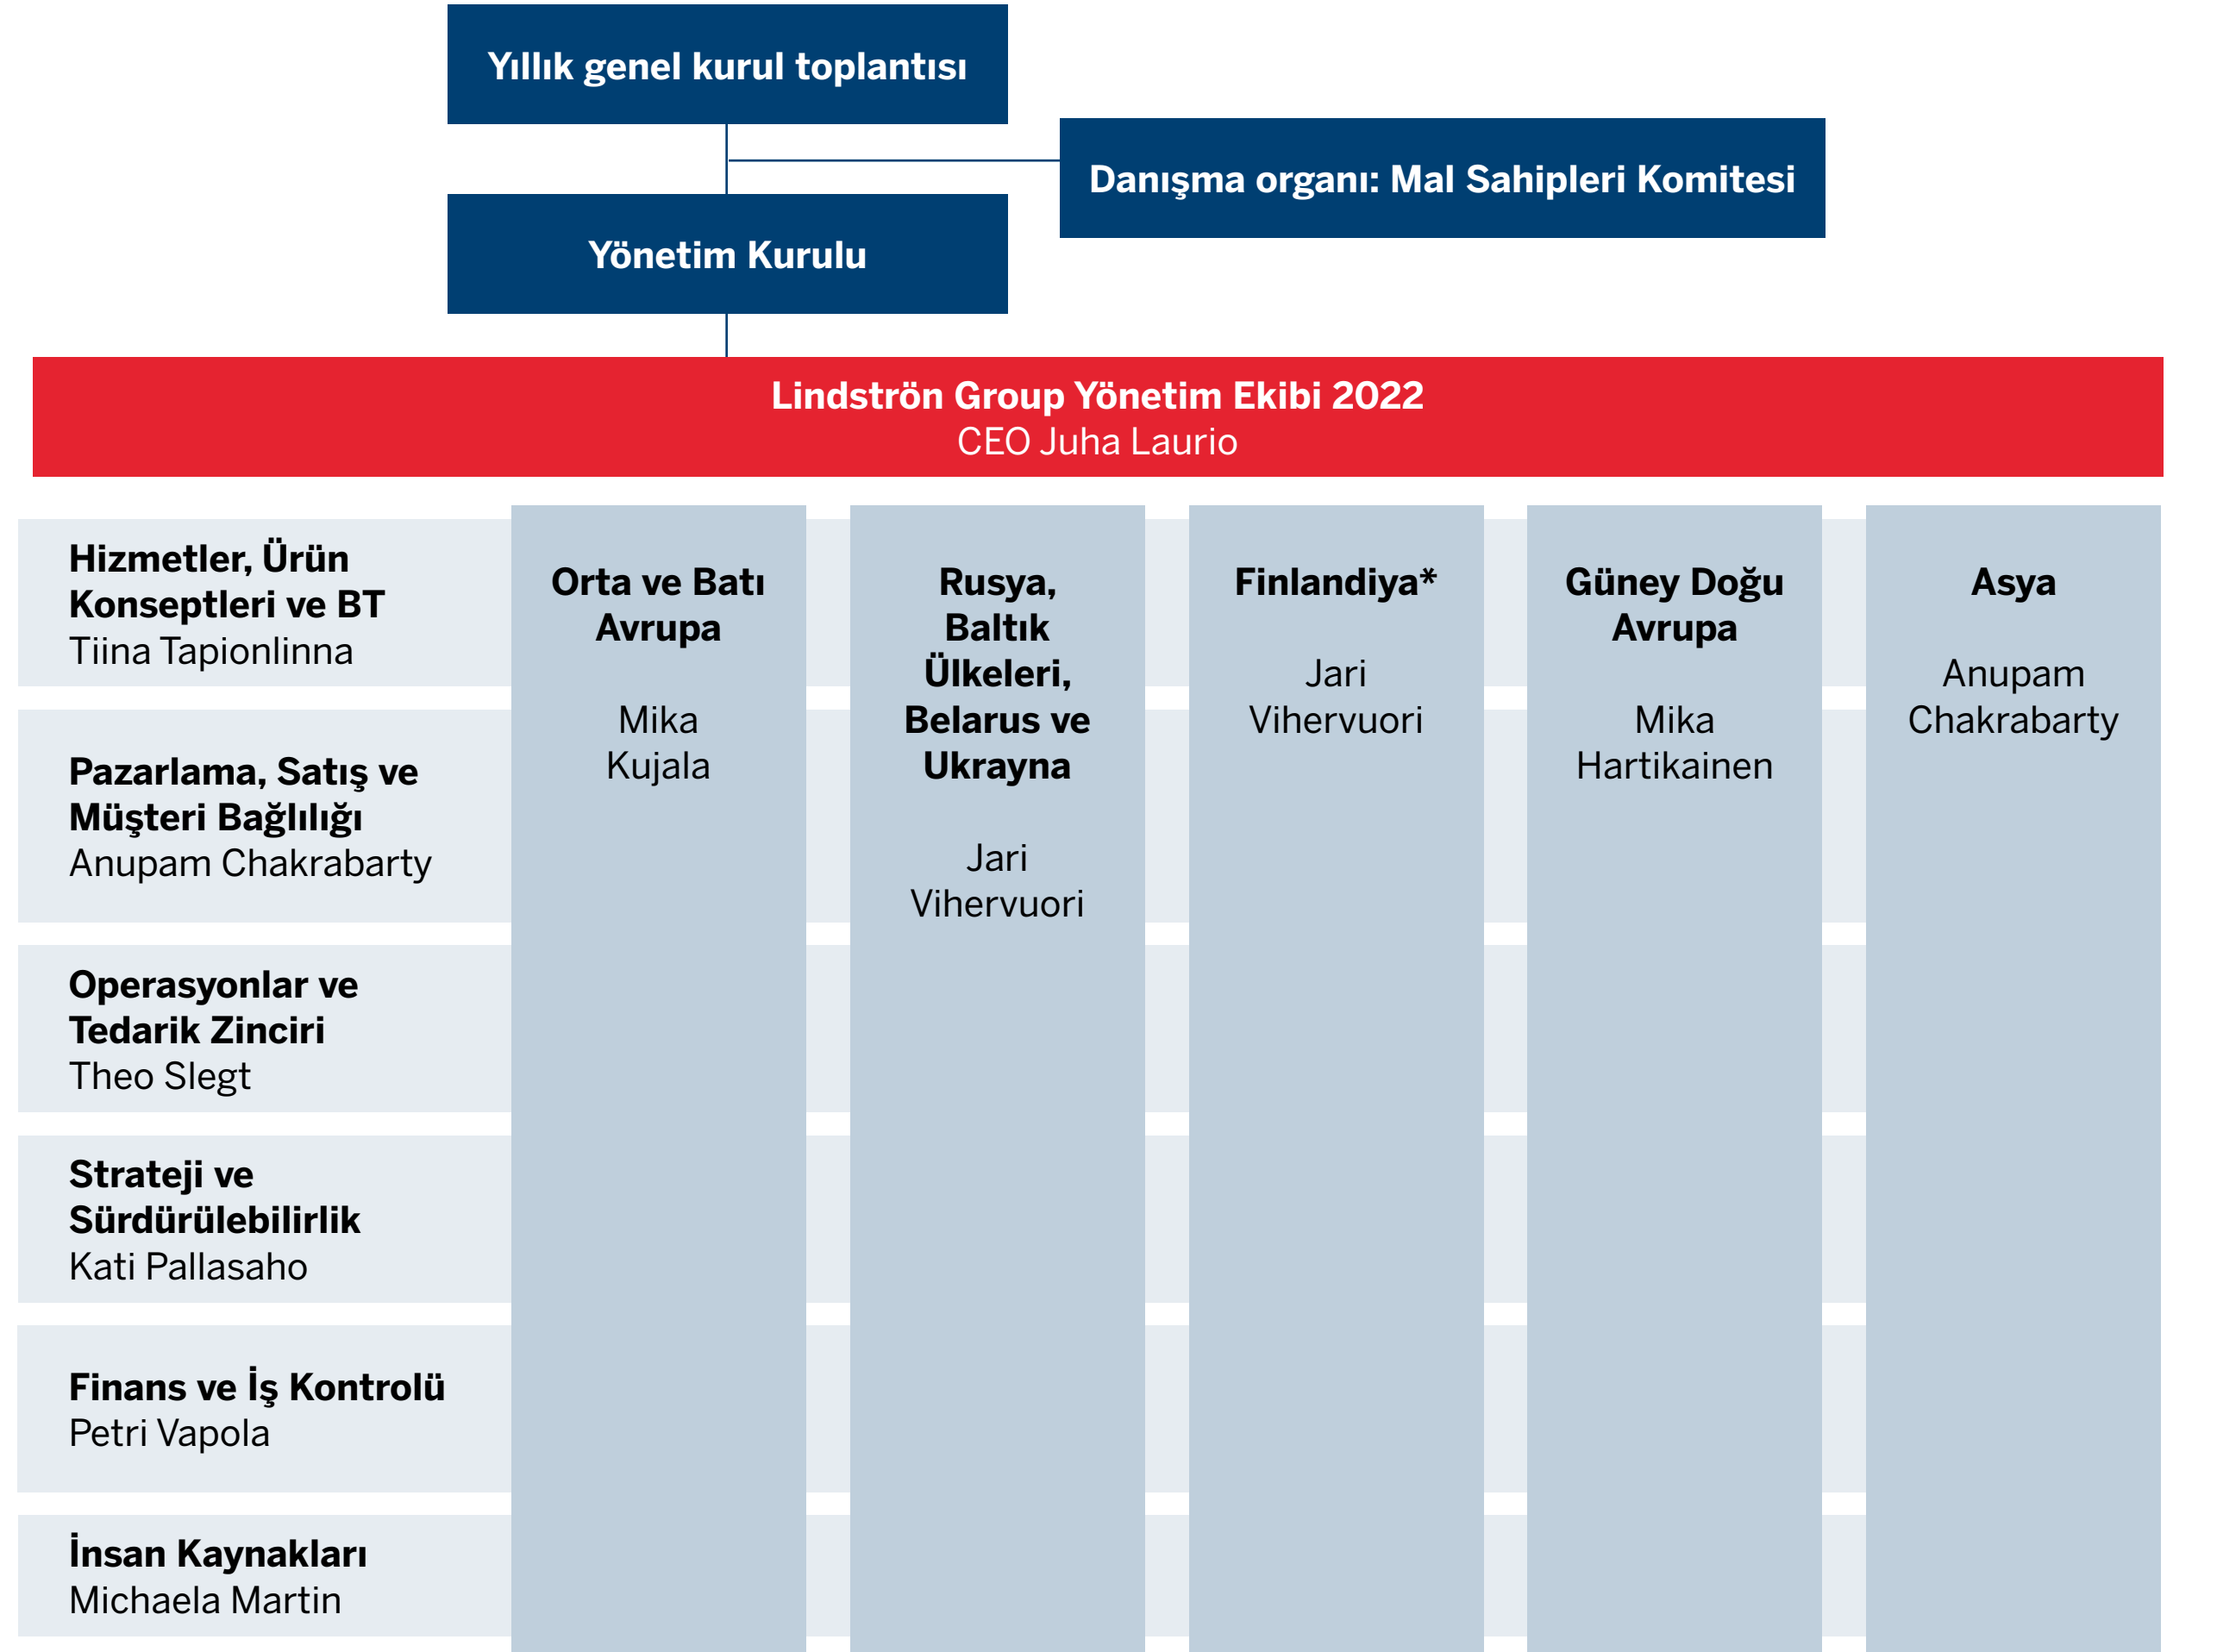 Yıllık genel kurul toplantısı
Danışma organı: Mal Sahipleri Komitesi
Yönetim Kurulu
Lindströn Group Yönetim Ekibi 2022
CEO Juha Laurio
Hizmetler, Ürün
Konseptleri ve BT
Tiina Tapionlinna
Pazarlama, Satış ve
Müşteri Bağlılığı
Anupam Chakrabarty
Operasyonlar ve
Tedarik Zinciri
Theo Slegt
Strateji ve
Sürdürülebilirlik
Kati Pallasaho
Finans ve İş Kontrolü
Petri Vapola
İnsan Kaynakları
Michaela Martin
Orta ve Batı
Avrupa
Mika
Kujala
Rusya,
Baltık
Ülkeleri,
Belarus ve
Ukrayna
Jari
Vihervuori
Finlandiya*
Jari
Vihervuori
Güney Doğu
Avrupa
Mika
Hartikainen
Asya
Anupam
Chakrabarty